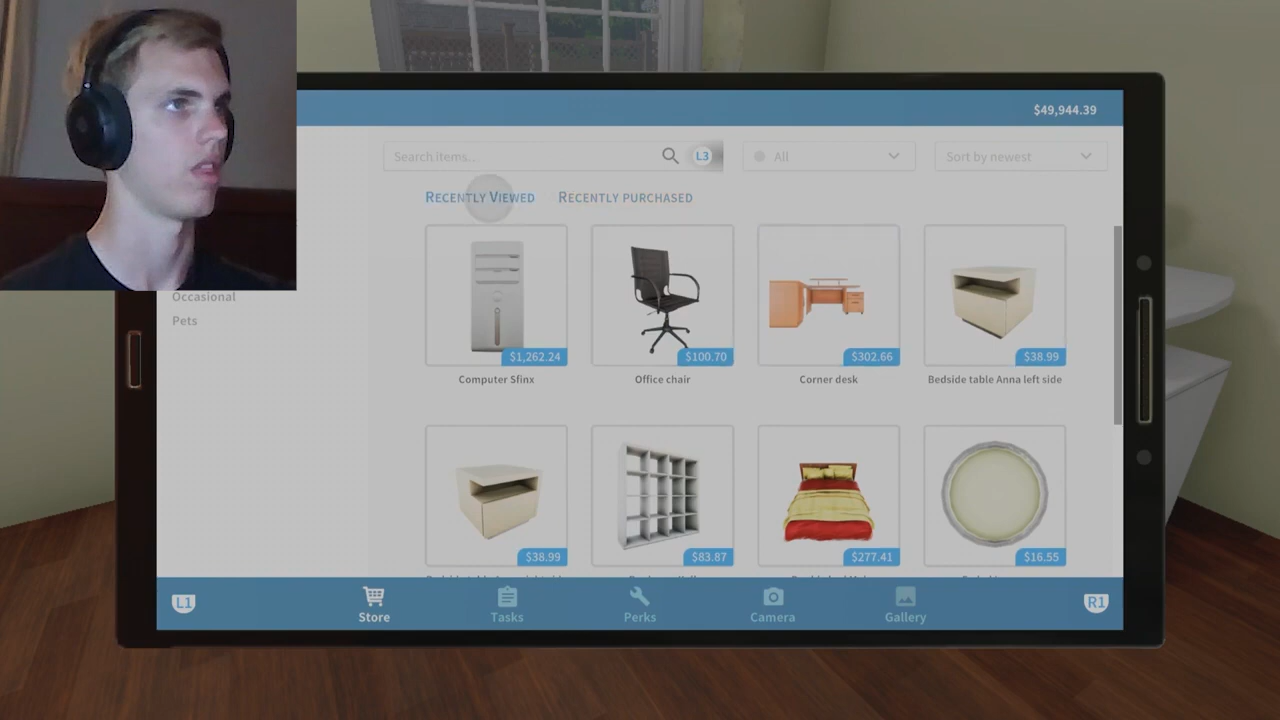 $49,944.39
Search Items...
L3
All
Sort by newest
RECENTLY VIEWED
RECENTLY PURCHASED
Occasional
Pets
$1,262.24
$100.70
$302.66
$38.99
Computer Sfinx
Office chair
Corner desk
Bedside table Anna left side
$38.99
$83.87
$277.41
$16.55
L1
Store
Tasks
Perks
Camera
Gallery
R1